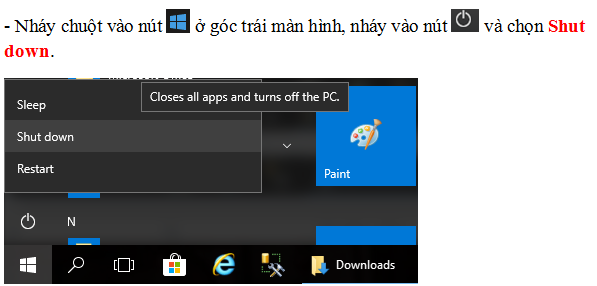 - Nháy chuột vào nút ở góc trái màn hình, nháy vào nút và chọn Shut
down.
Closes all apps and turns off the PC.
Sleep
Shut down
Restart
Paint
N
Downloads